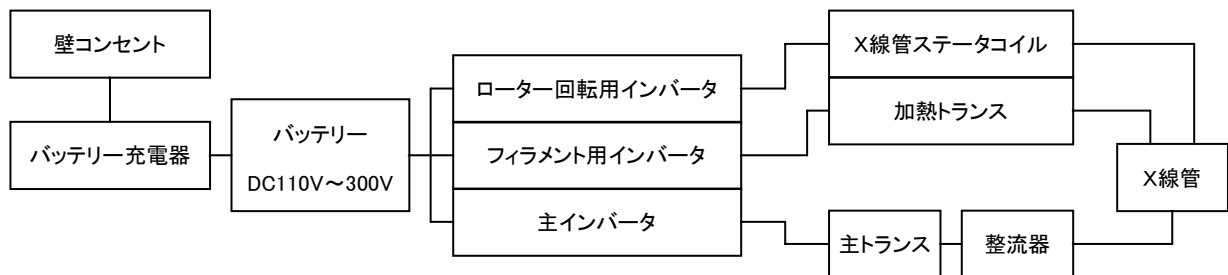 壁コンセント
バッテリー充電器
バッテリー
DC110V～300V
ローター回転用インバータ
フィラメント用インバータ
主インバータ
X線管ステータコイル
加熱トランス
主トランス
整流器
X線管